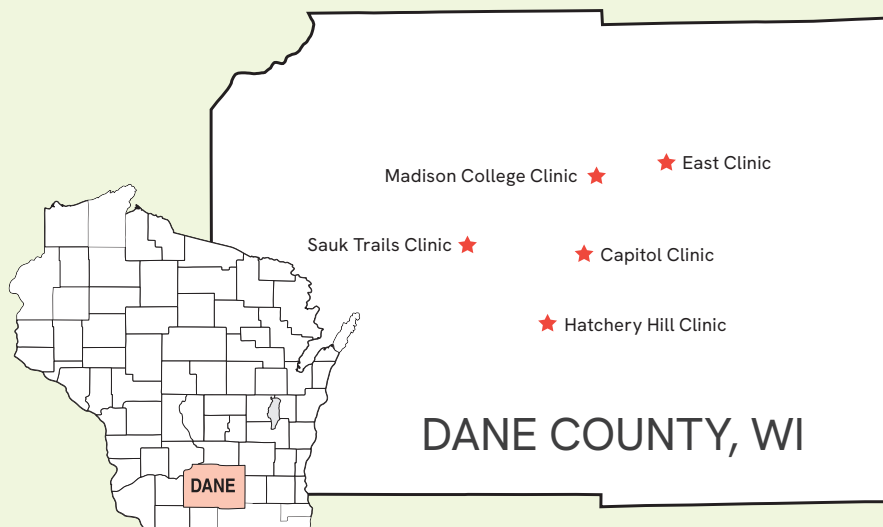 East Clinic
Madison College Clinic
Sauk Trails Clinic
Capitol Clinic
Hatchery Hill Clinic
DANE COUNTY, WI
DANE